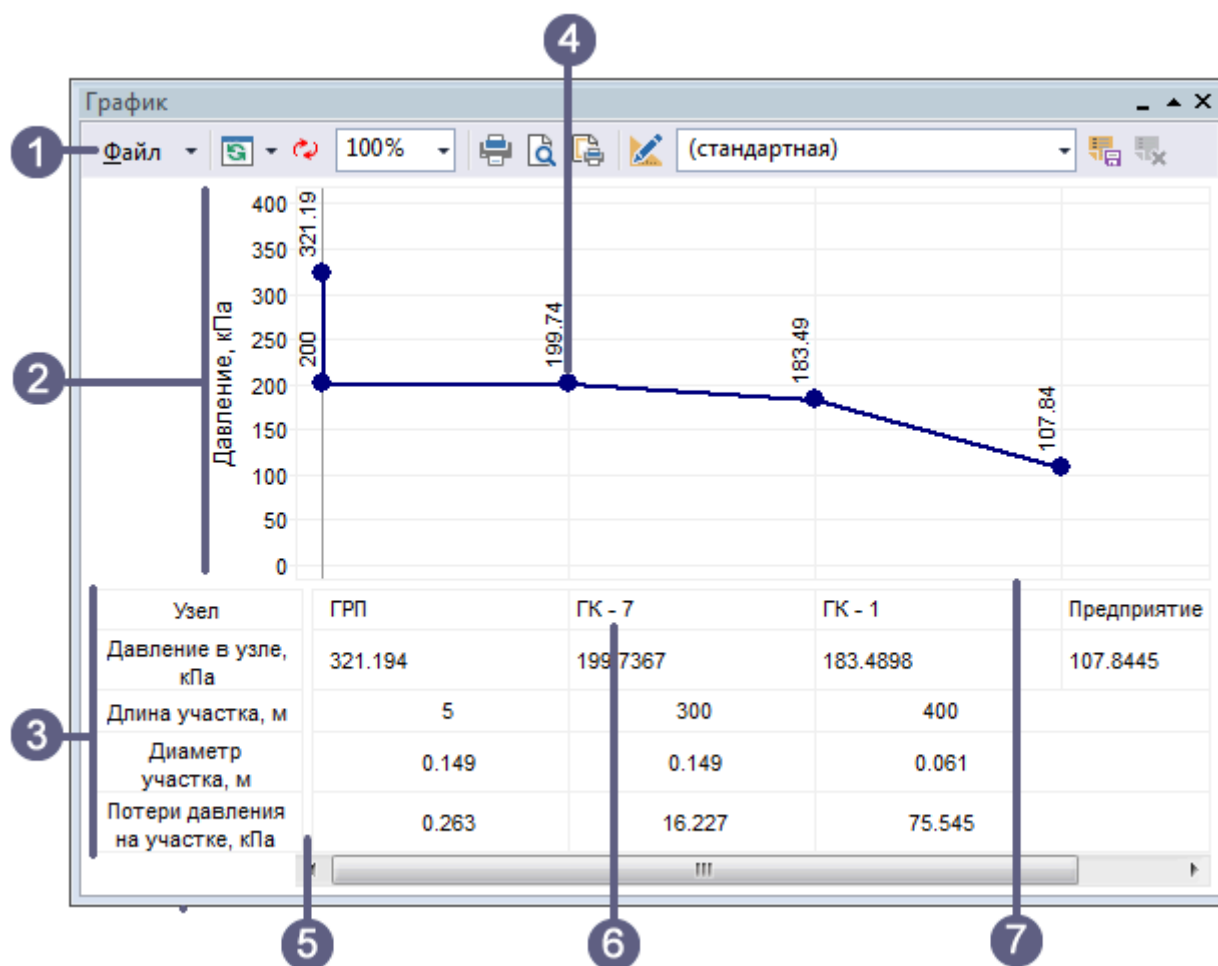 4
График
1
Файл 100% (стандартная)
2
Давление, кПа
400
350
300
250
200
150
100
50
0
321.19
200
199.74
183.49
107.84
3
Узел ГРП ГК - 7 ГК - 1 Предприятие
Давление в узле,
кПа
321.194 199.7367 183.4898 107.8445
Длина участка, м 5 300 400
Диаметр
участка, м
0.149 0.149 0.061
Потери давления
на участке, кПа
0.263 16.227 75.545
5 6 7